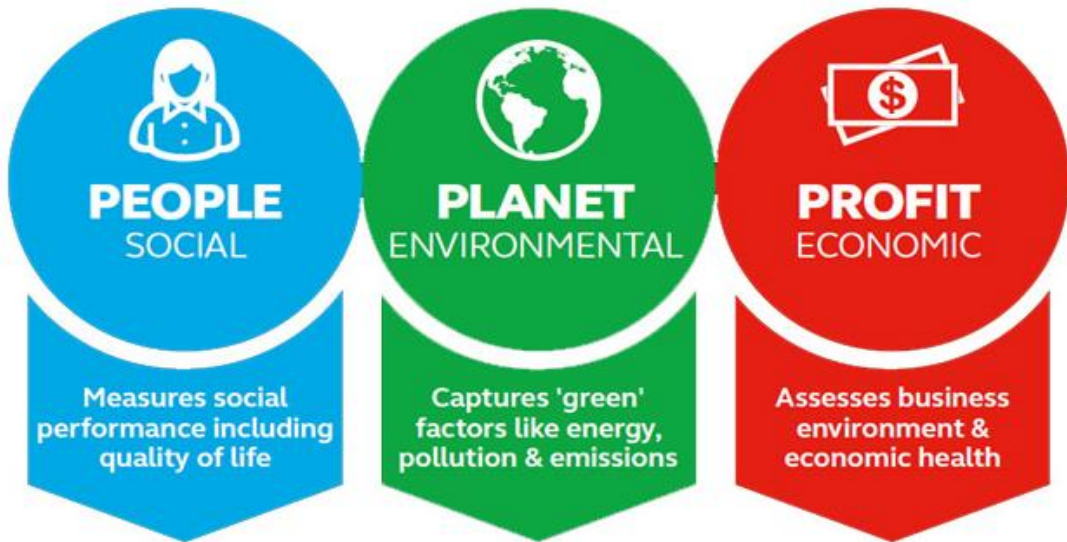 $
PEOPLE
SOCIAL
Measures social
performance including
quality of life
PLANET
ENVIRONMENTAL
Captures 'green'
factors like energy,
pollution & emissions
$
PROFIT
ECONOMIC
Assesses business
environment &
economic health